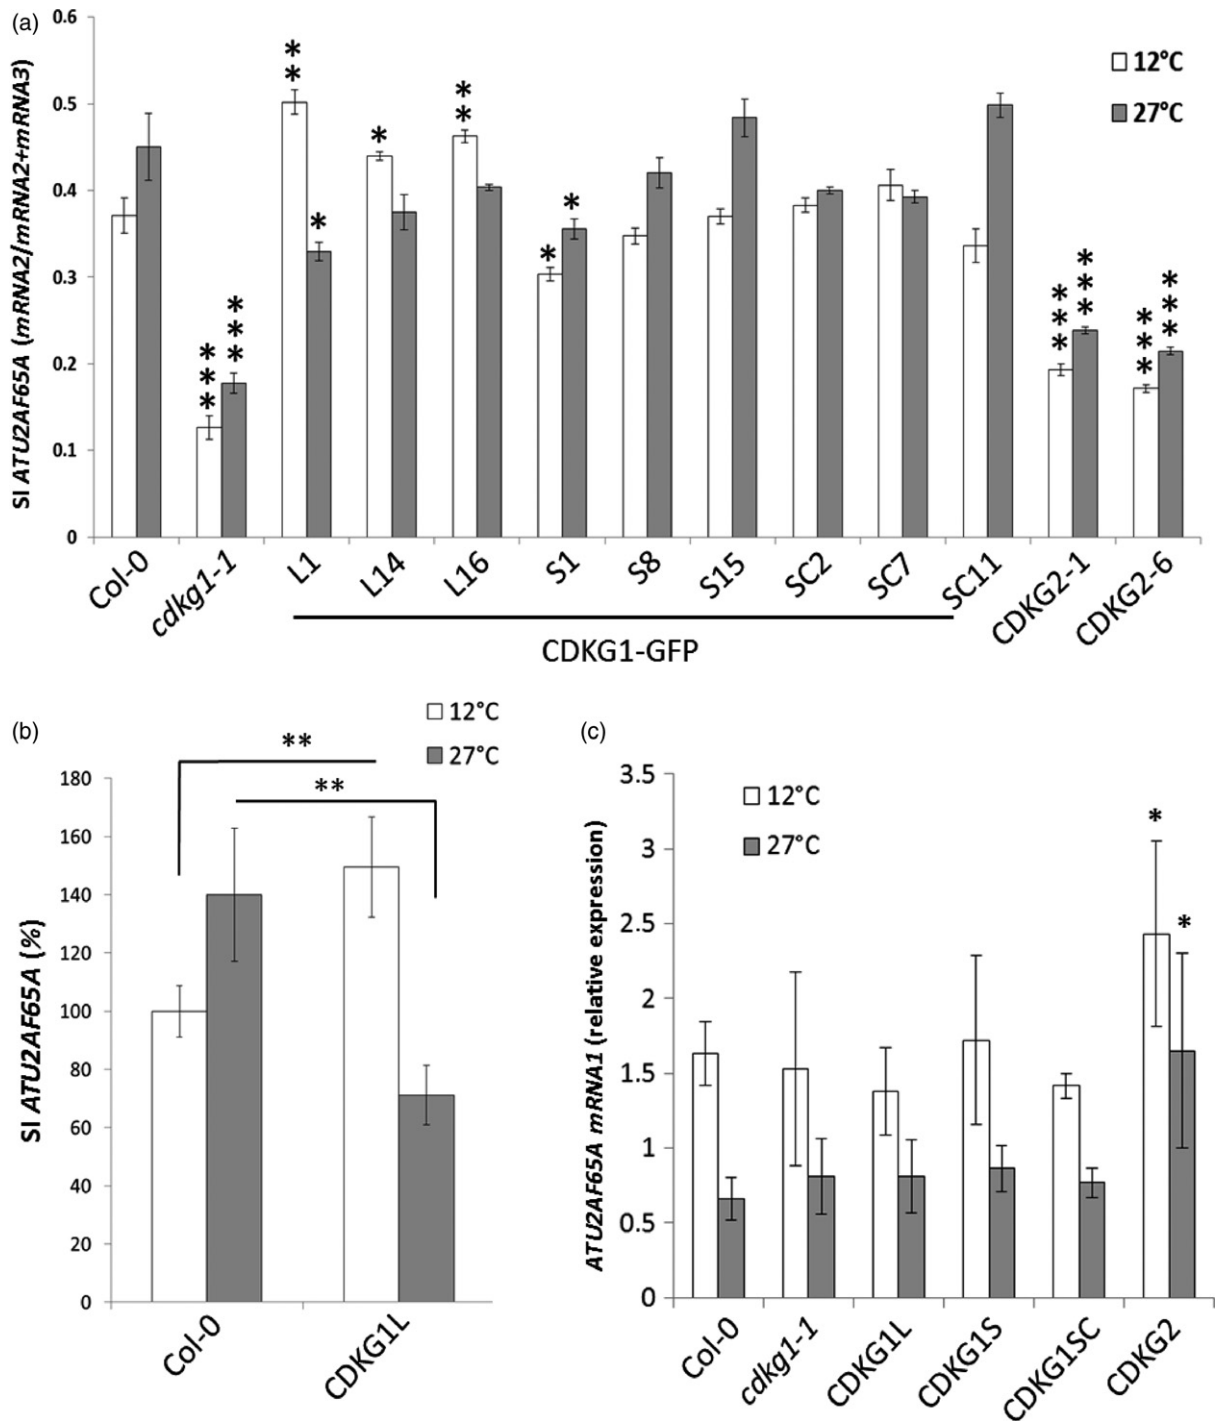 (a)
SI ATU2AF65A (mRNA2/mRNA2+mRNA3)
0.6
0.5
0.4
0.3
0.2
0.1
0
12°C
27°C
**
*
*
**
*
*
***
***
***
***
***
***
Col-0
cdkg1-1
L1
L14
L16
S1
S8
S15
SC2
SC7
SC11
CDKG2-1
CDKG2-6
CDKG1-GFP
(b)
12°C
27°C
**
**
SI ATU2AF65A (%)
180
160
140
120
100
80
60
40
20
0
Col-0
CDKG1L
(c)
ATU2AF65A mRNA1 (relative expression)
3.5
3
2.5
2
1.5
1
0.5
0
12°C
27°C
*
*
Col-0
cdkg1-1
CDKG1L
CDKG1S
CDKG1SC
CDKG2